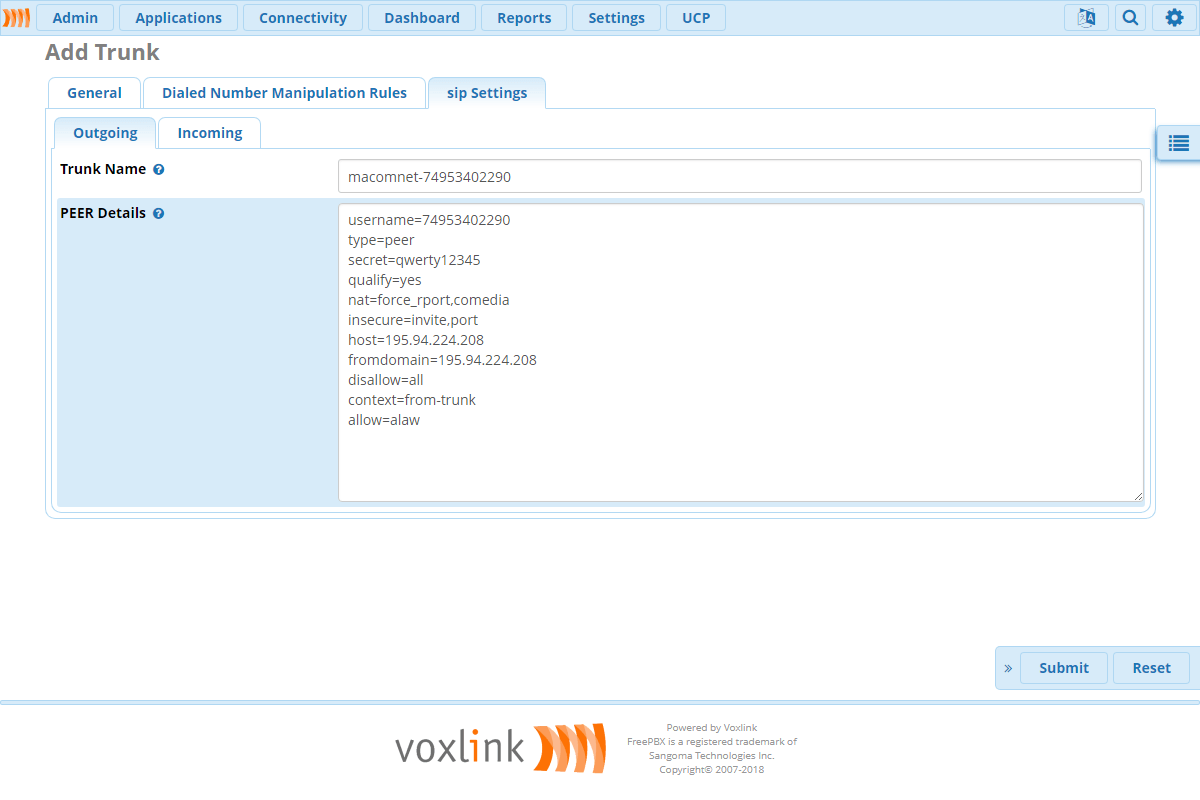 Admin Applications Connectivity Dashboard Reports Settings UCP
Add Trunk
General Dialed Number Manipulation Rules sip Settings
Outgoing Incoming
Trunk Name
macomnet-74953402290
PEER Details
username=74953402290
type=peer
secret=qwerty12345
qualify=yes
nat=force_rport,comedia
insecure=invite,port
host=195.94.224.208
fromdomain=195.94.224.208
disallow=all
context=from-trunk
allow=alaw
» Submit Reset
voxlink
Powered by Voxlink
FreePBX is a registered trademark of
Sangoma Technologies Inc.
Copyright© 2007-2018